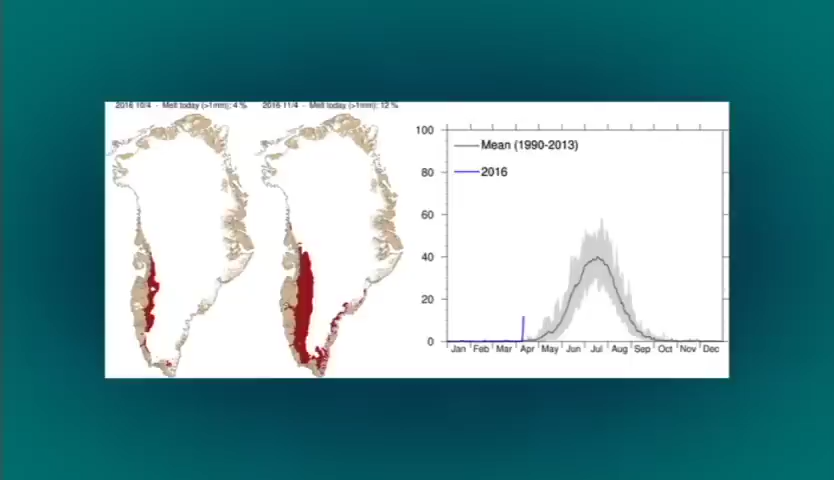 2016 10/4 - Melt today (>1mm): 4 %
2016 11/4 - Melt today (>1mm): 12 %
100
80
60
40
20
0
Mean (1990-2013)
2016
Jan Feb Mar Apr May Jun Jul Aug Sep Oct Nov Dec